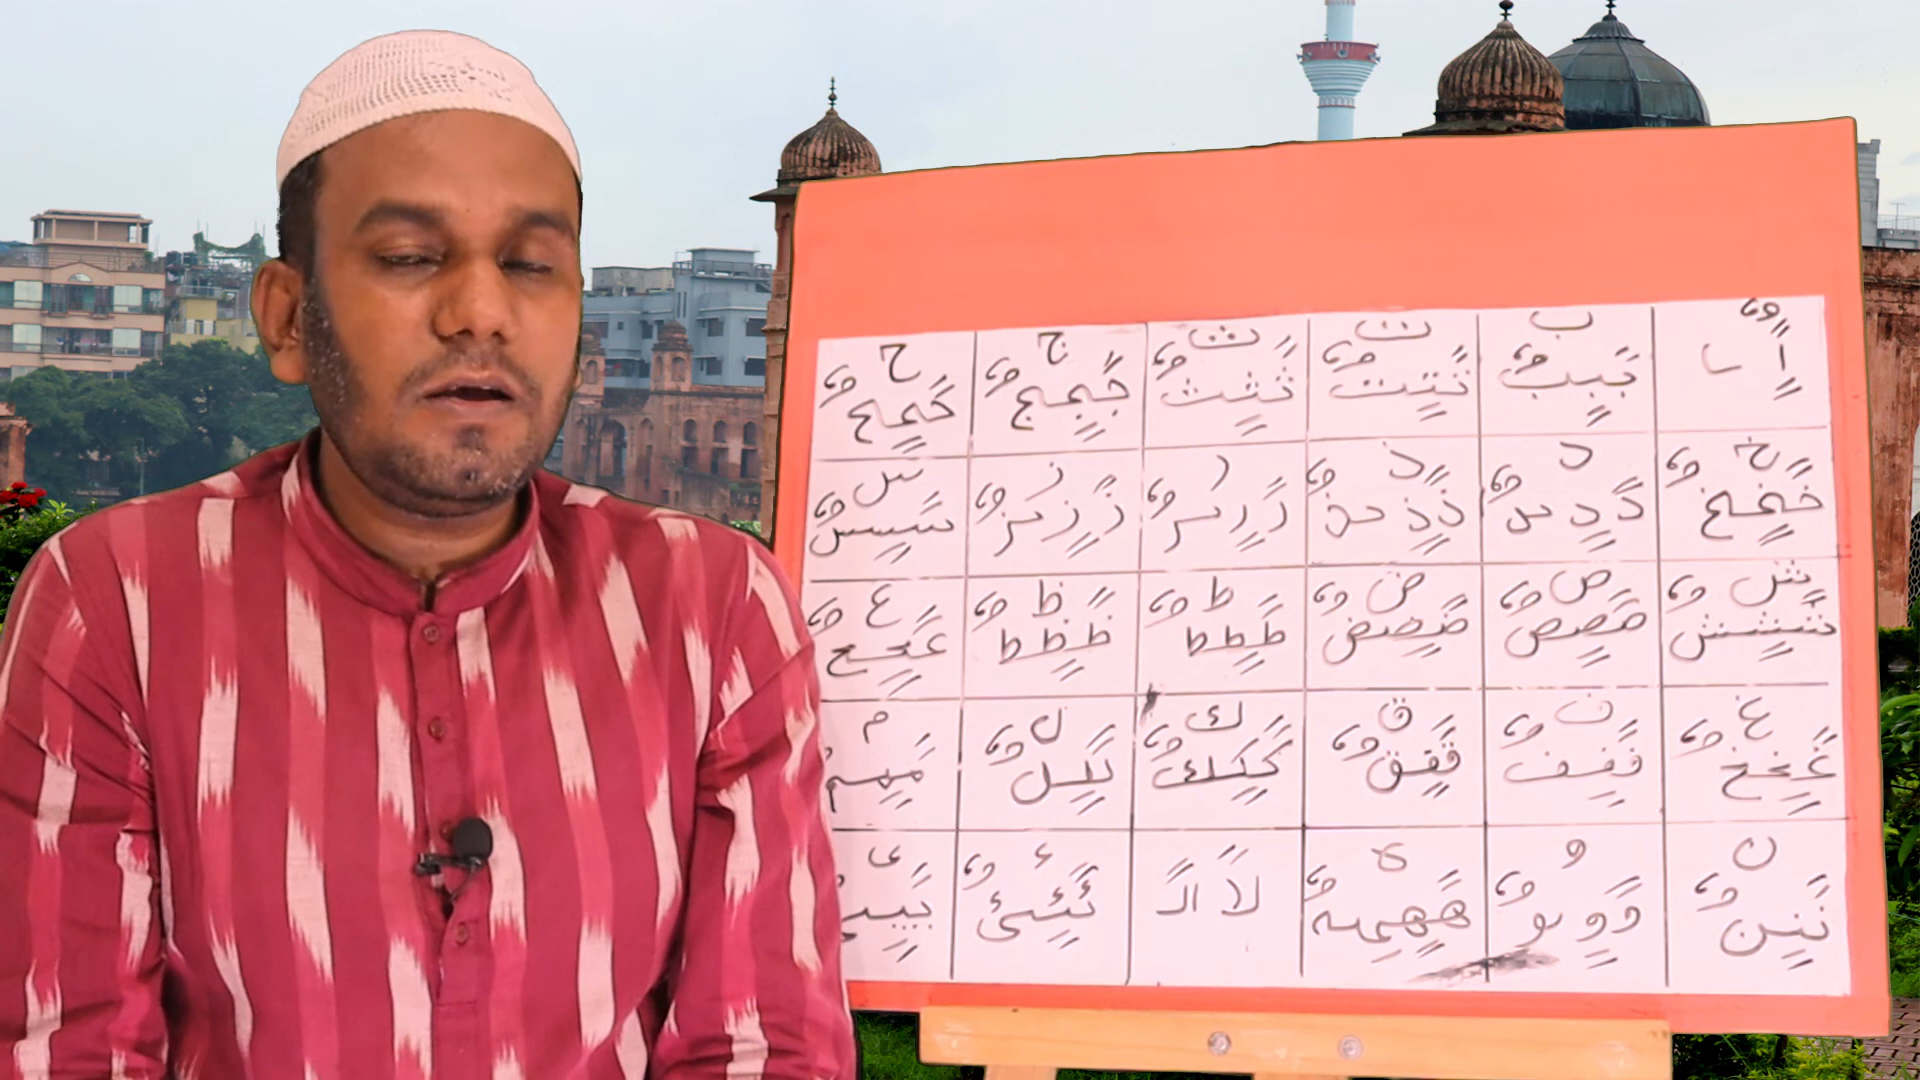 اً اٍ اٌ
ب
بًبٍبٌ
ت
تًتٍتٌ
ث
ثًثٍثٌ
ج
جًجٍجٌ
ح
حًحٍحٌ
خ
خًخٍخٌ
د
دً دٍ دٌ
ذ
ذً ذٍ ذٌ
ر
رً رٍ رٌ
ز
زً زٍ زٌ
س
سًسٍسٌ
ش
شًشٍشٌ
ص
صًصٍصٌ
ض
ضًضٍضٌ
ط
طًطٍطٌ
ظ
ظًظٍظٌ
ع
عًعٍعٌ
غ
غًغٍغٌ
ف
فًفٍفٌ
ق
قًقٍقٌ
ك
كًكٍكٌ
ل
لًلٍلٌ
م
مًمٍمٌ
ن
نًنٍنٌ
و
وً وٍ وٌ
ه
هًهٍهٌ
لاً اً
ء
ئًئٍئٌ
ى
يًيٍيٌ